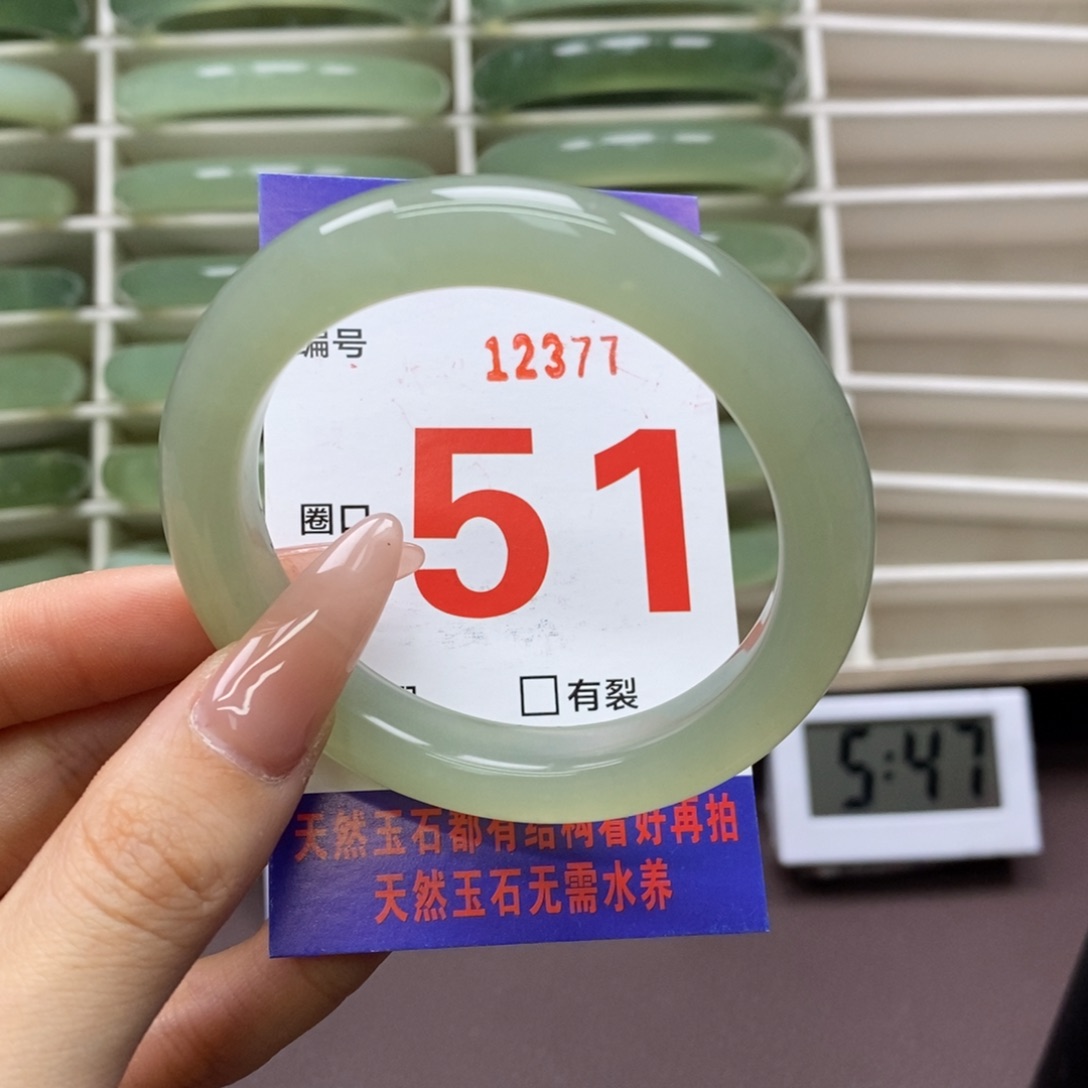 编号 12377
圈口 51
有裂
天然玉石都有结构看好再拍
天然玉石无需水养
5:47